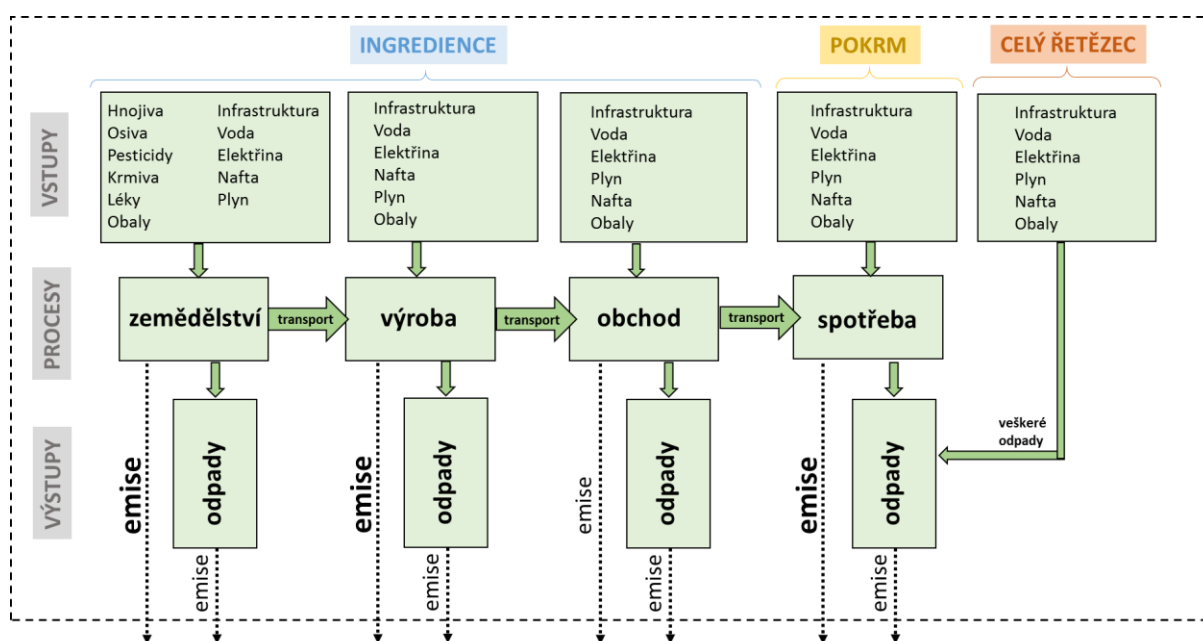 INGREDIENCE
POKRM
CELÝ ŘETĚZEC
VSTUPY
Hnojiva
Osiva
Pesticidy
Krmiva
Léky
Obaly
Infrastruktura
Voda
Elektřina
Nafta
Plyn
Infrastruktura
Voda
Elektřina
Nafta
Plyn
Obaly
Infrastruktura
Voda
Elektřina
Plyn
Nafta
Obaly
Infrastruktura
Voda
Elektřina
Plyn
Nafta
Obaly
Infrastruktura
Voda
Elektřina
Plyn
Nafta
Obaly
PROCESY
zemědělství
transport
výroba
transport
obchod
transport
spotřeba
VÝSTUPY
emise
odpady
emise
emise
odpady
emise
emise
odpady
emise
emise
odpady
emise
veškeré
odpady